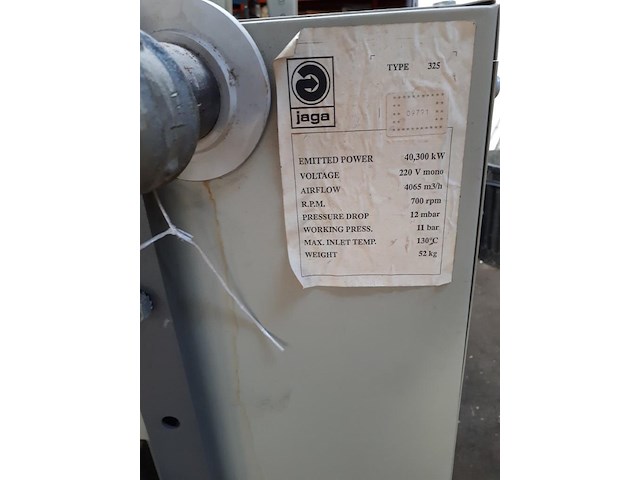 TYPE 325
jaga
EMITTED POWER 40,300 kW
VOLTAGE 220 V mono
AIRFLOW 4065 m3/h
R.P.M. 700 rpm
PRESSURE DROP 12 mbar
WORKING PRESS. 11 bar
MAX. INLET TEMP. 130°C
WEIGHT 52 kg